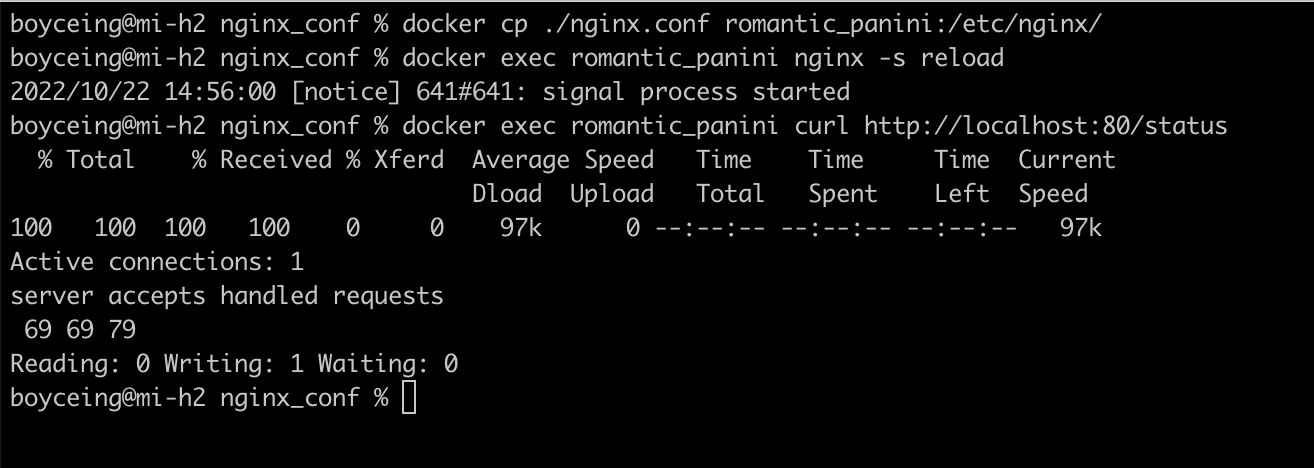 boyceing@mi-h2 nginx_conf % docker cp ./nginx.conf romantic_panini:/etc/nginx/
boyceing@mi-h2 nginx_conf % docker exec romantic_panini nginx -s reload
2022/10/22 14:56:00 [notice] 641#641: signal process started
boyceing@mi-h2 nginx_conf % docker exec romantic_panini curl http://localhost:80/status
  % Total    % Received % Xferd  Average Speed   Time    Time     Time  Current
                                 Dload  Upload   Total   Spent    Left  Speed
100   100  100   100    0     0    97k      0 --:--:-- --:--:-- --:--:--   97k
Active connections: 1
server accepts handled requests
 69 69 79
Reading: 0 Writing: 1 Waiting: 0
boyceing@mi-h2 nginx_conf %